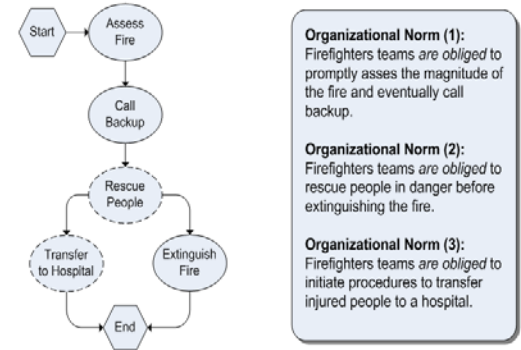 Start
Assess
Fire
Call
Backup
Rescue
People
Transfer
to Hospital
Extinguish
Fire
End
Organizational Norm (1):
Firefighters teams are obliged to
promptly asses the magnitude of
the fire and eventually call
backup.
Organizational Norm (2):
Firefighters teams are obliged to
rescue people in danger before
extinguishing the fire.
Organizational Norm (3):
Firefighters teams are obliged to
initiate procedures to transfer
injured people to a hospital.